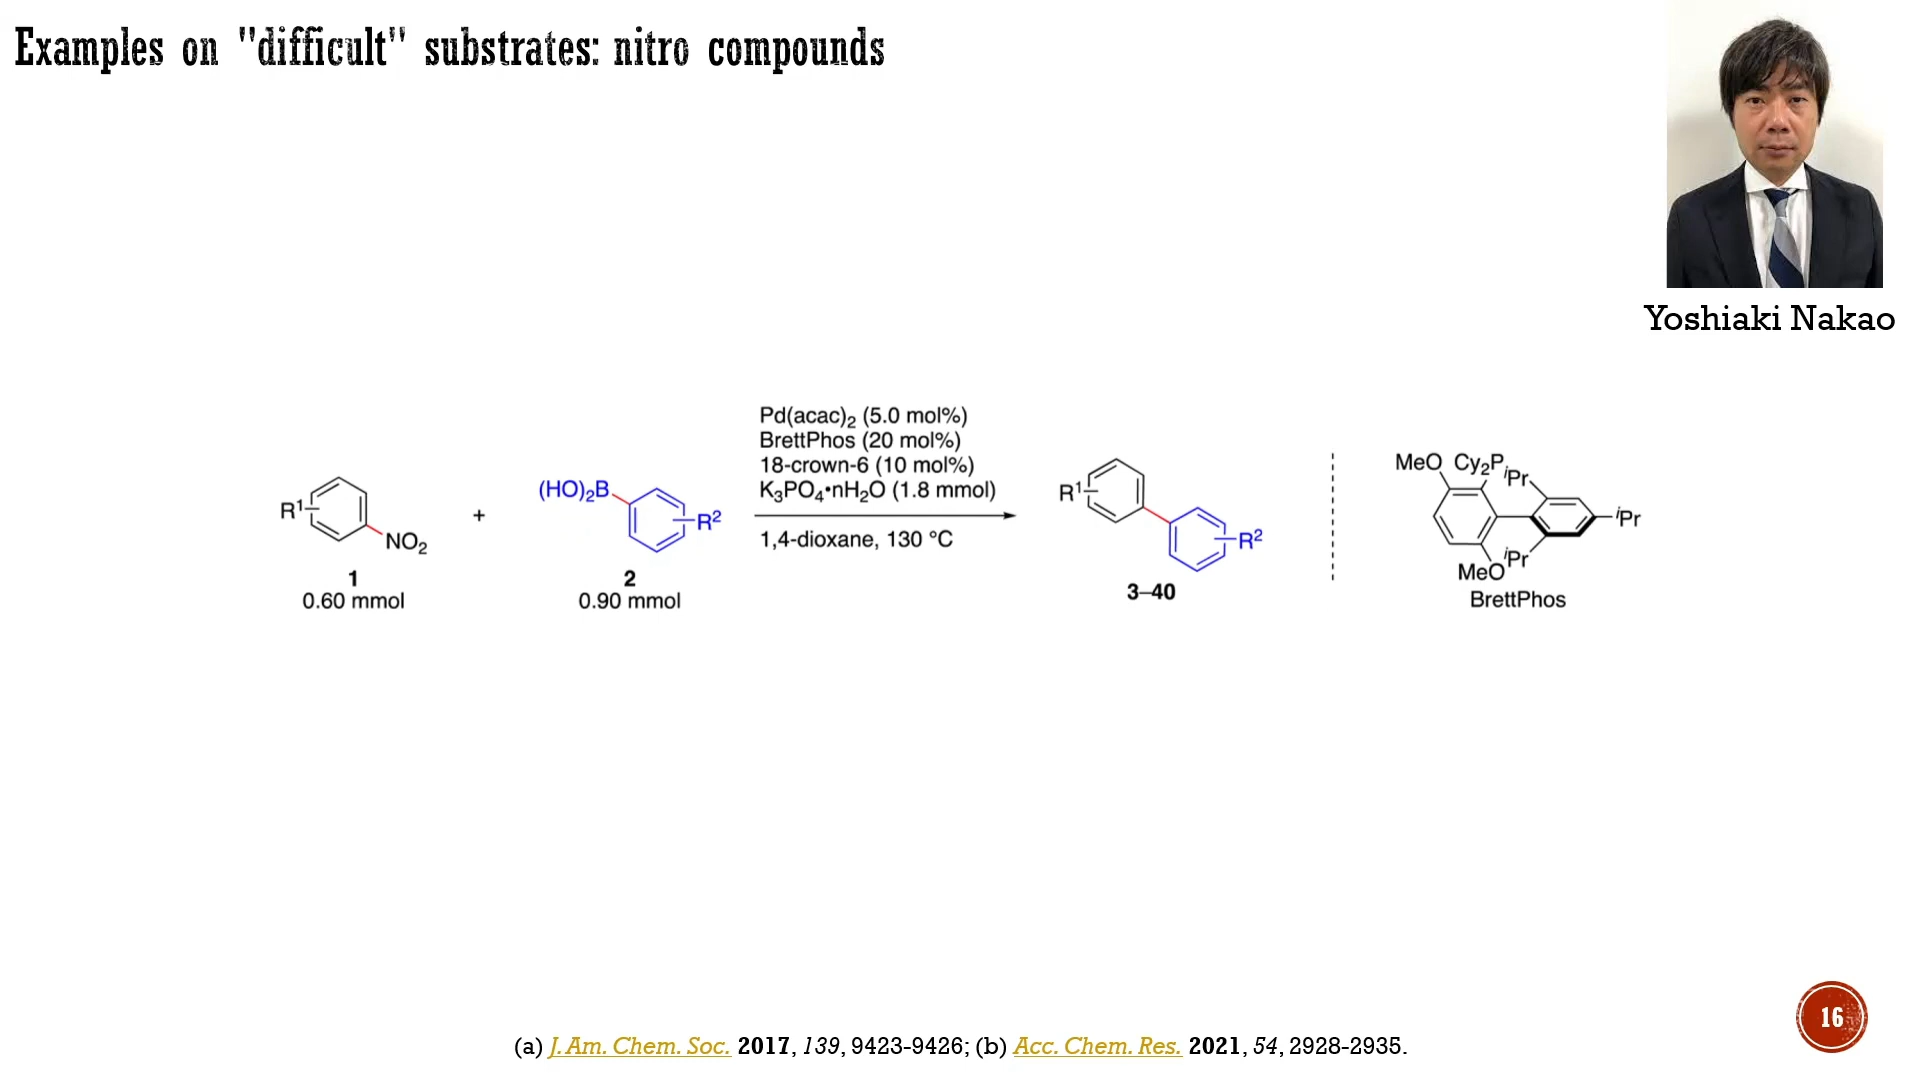 Examples on "difficult" substrates: nitro compounds
Yoshiaki Nakao
R¹
NO₂
1
0.60 mmol
+
(HO)₂B
R²
2
0.90 mmol
Pd(acac)₂ (5.0 mol%)
BrettPhos (20 mol%)
18-crown-6 (10 mol%)
K₃PO₄•nH₂O (1.8 mmol)
1,4-dioxane, 130 °C
R¹
R²
3–40
MeO Cy₂P
ⁱPr
ⁱPr
ⁱPr
MeO
BrettPhos
16
(a) J. Am. Chem. Soc. 2017, 139, 9423-9426; (b) Acc. Chem. Res. 2021, 54, 2928-2935.